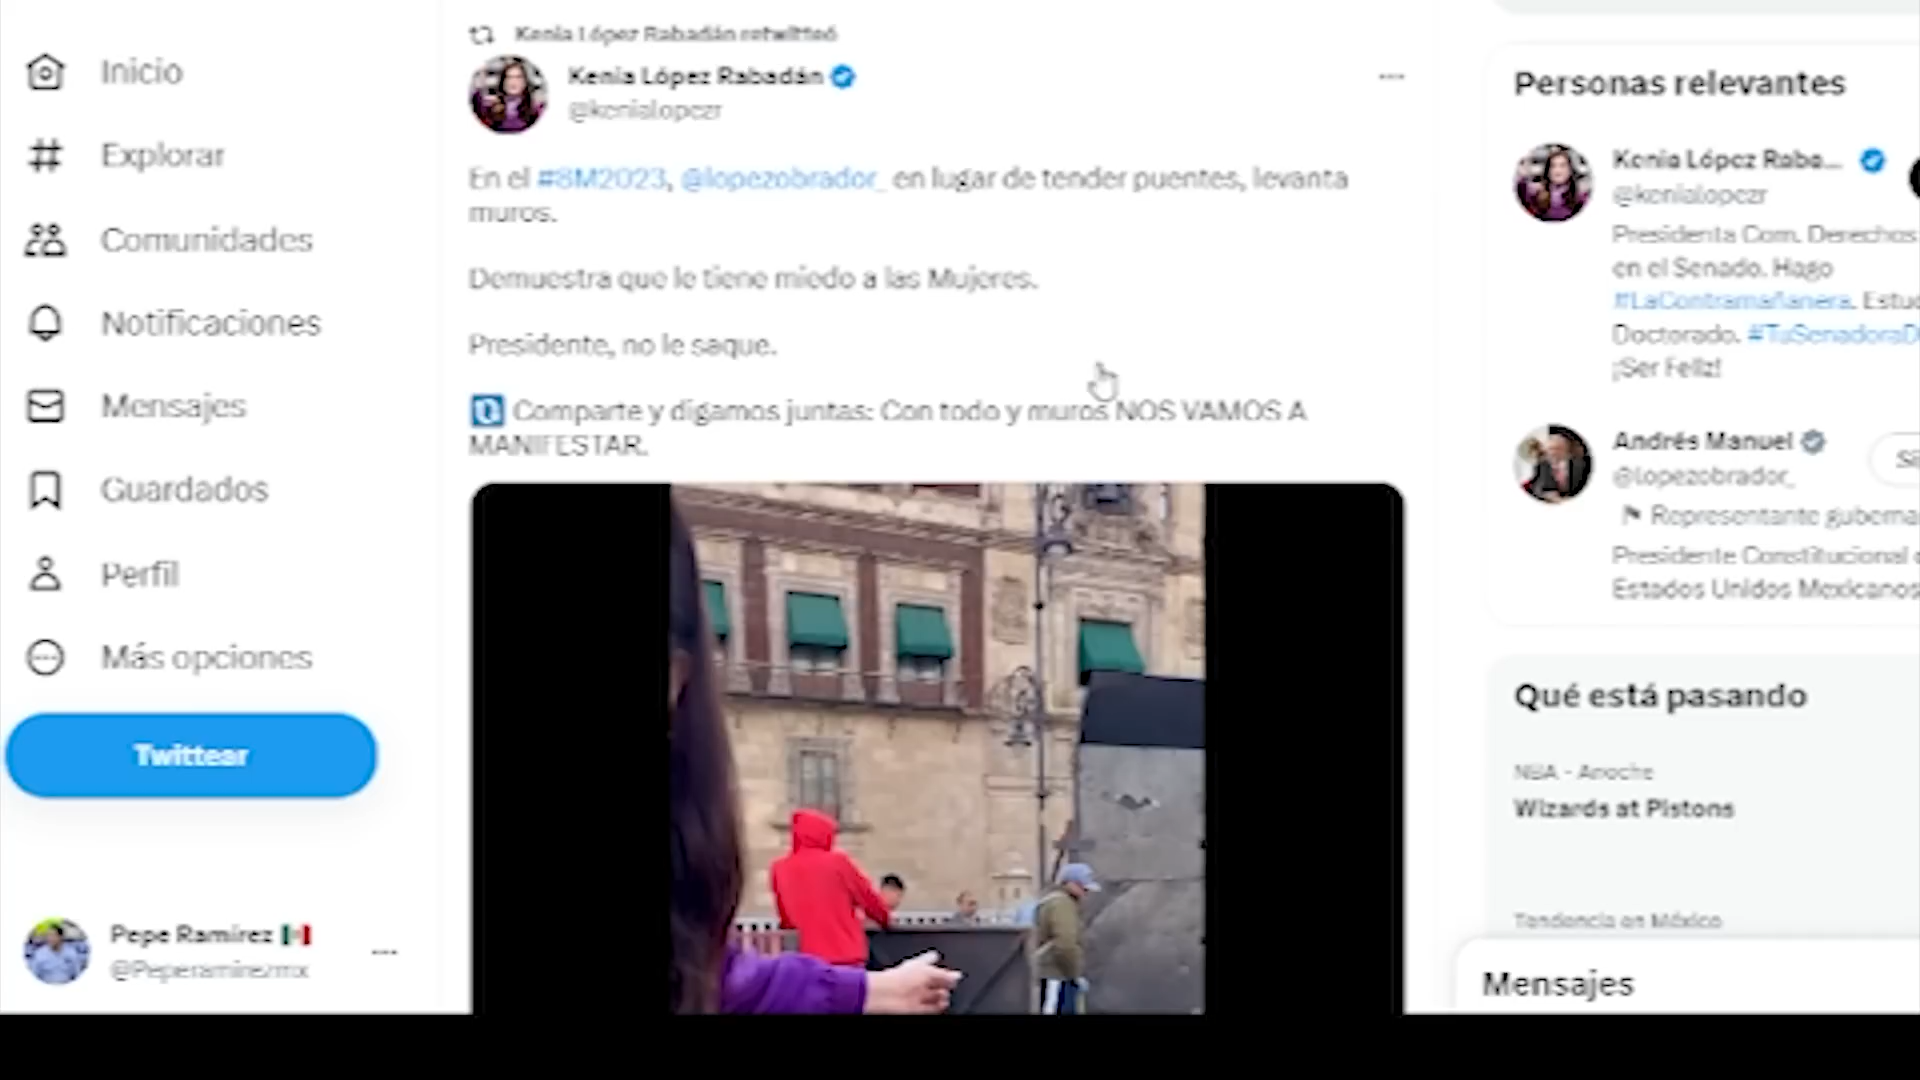 Inicio
Explorar
Comunidades
Notificaciones
Mensajes
Guardados
Perfil
Más opciones
Twittear
Pepe Ramírez
@Peperamirezmx
Kenia López Rabadán retwitteó
Kenia López Rabadán
@kenialopezr
En el #8M2023, @lopezobrador_ en lugar de tender puentes, levanta
muros.
Demuestra que le tiene miedo a las Mujeres.
Presidente, no le saque.
Comparte y digamos juntas: Con todo y muros NOS VAMOS A
MANIFESTAR.
Personas relevantes
Kenia López Raba...
@kenialopezr
Presidenta Com. Derechos
en el Senado. Hago
#LaContramañanera. Estud
Doctorado. #TuSenadoraD
¡Ser Feliz!
Andrés Manuel
@lopezobrador_
Si
Representante guberna
Presidente Constitucional
Estados Unidos Mexicanos
Qué está pasando
NBA - Anoche
Wizards at Pistons
Tendencia en México
Mensajes